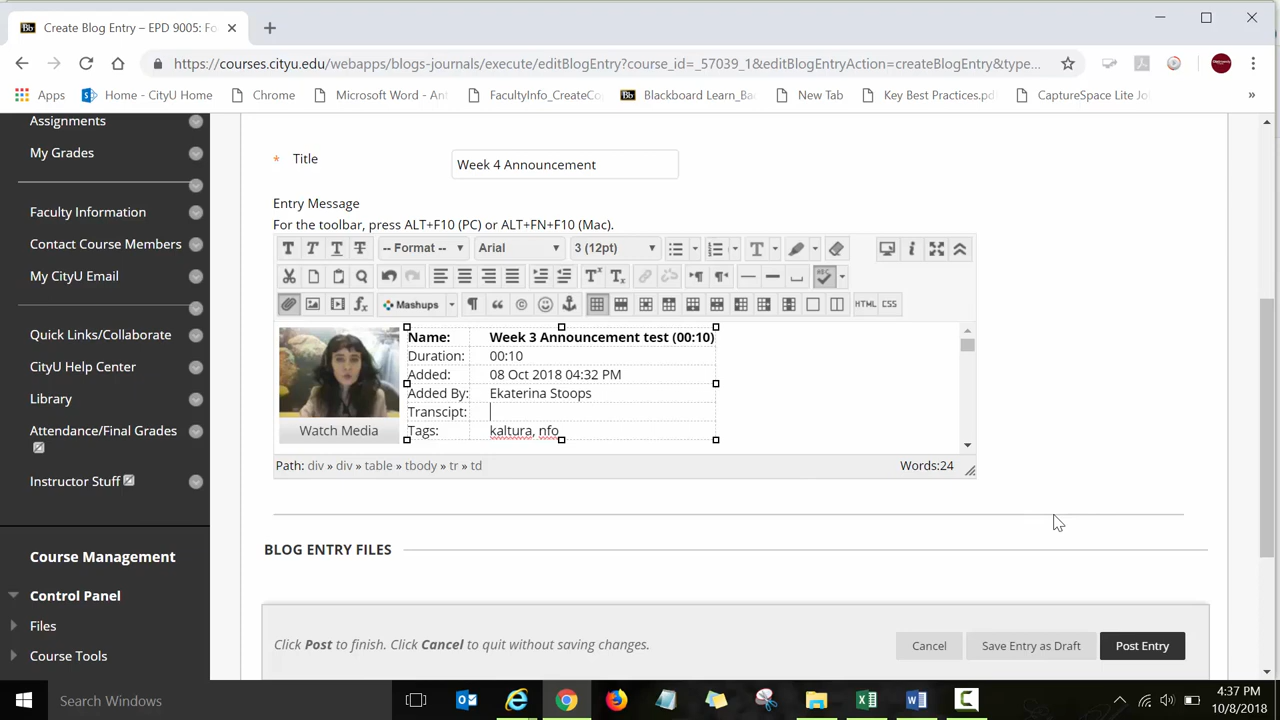 Create Blog Entry – EPD 9005: Fo
https://courses.cityu.edu/webapps/blogs-journals/execute/editBlogEntry?course_id=_57039_1&editBlogEntryAction=createBlogEntry&type...
Apps Home - CityU Home Chrome Microsoft Word - Ant FacultyInfo_CreateCo Blackboard Learn_Ba New Tab Key Best Practices.pdf CaptureSpace Lite Jo »
Assignments
My Grades
Faculty Information
Contact Course Members
My CityU Email
Quick Links/Collaborate
CityU Help Center
Library
Attendance/Final Grades
Instructor Stuff
Course Management
Control Panel
Files
Course Tools
* Title Week 4 Announcement
Entry Message
For the toolbar, press ALT+F10 (PC) or ALT+FN+F10 (Mac).
T T T T -- Format -- Arial 3 (12pt) T
Mashups HTML CSS
Watch Media
Name: Week 3 Announcement test (00:10)
Duration: 00:10
Added: 08 Oct 2018 04:32 PM
Added By: Ekaterina Stoops
Transcipt:
Tags: kaltura, nfo
Path: div » div » table » tbody » tr » td Words:24
BLOG ENTRY FILES
Click Post to finish. Click Cancel to quit without saving changes. Cancel Save Entry as Draft Post Entry
Search Windows
4:37 PM
10/8/2018